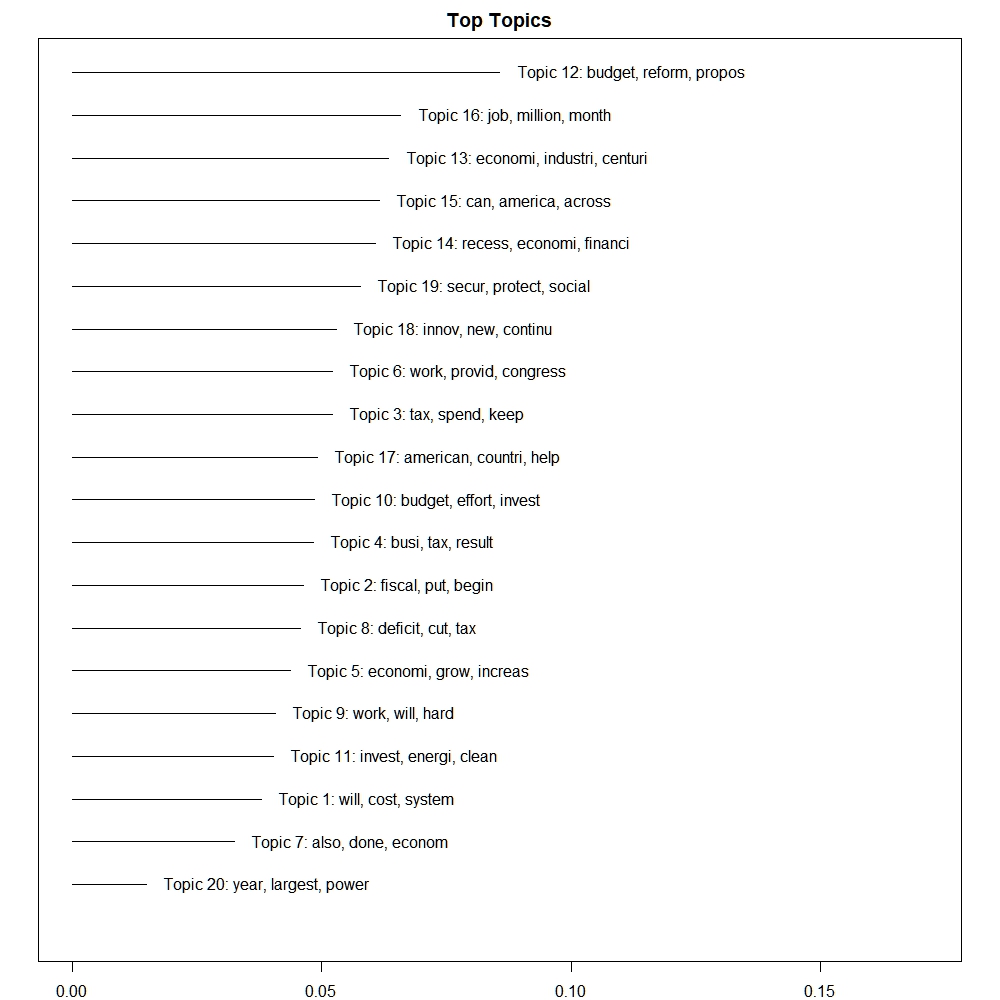 Top Topics
Topic 12: budget, reform, propos
Topic 16: job, million, month
Topic 13: economi, industri, centuri
Topic 15: can, america, across
Topic 14: recess, economi, financi
Topic 19: secur, protect, social
Topic 18: innov, new, continu
Topic 6: work, provid, congress
Topic 3: tax, spend, keep
Topic 17: american, countri, help
Topic 10: budget, effort, invest
Topic 4: busi, tax, result
Topic 2: fiscal, put, begin
Topic 8: deficit, cut, tax
Topic 5: economi, grow, increas
Topic 9: work, will, hard
Topic 11: invest, energi, clean
Topic 1: will, cost, system
Topic 7: also, done, econom
Topic 20: year, largest, power
0.00 0.05 0.10 0.15